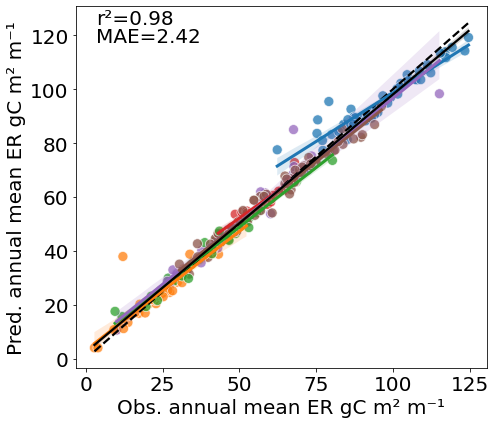 r²=0.98
MAE=2.42
Pred. annual mean ER gC m² m⁻¹
120
100
80
60
40
20
0
0 25 50 75 100 125
Obs. annual mean ER gC m² m⁻¹